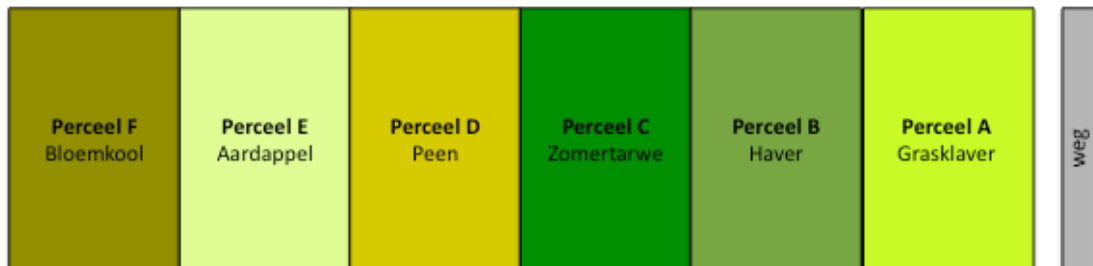 Perceel F
Bloemkool
Perceel E
Aardappel
Perceel D
Peen
Perceel C
Zomertarwe
Perceel B
Haver
Perceel A
Grasklaver
weg